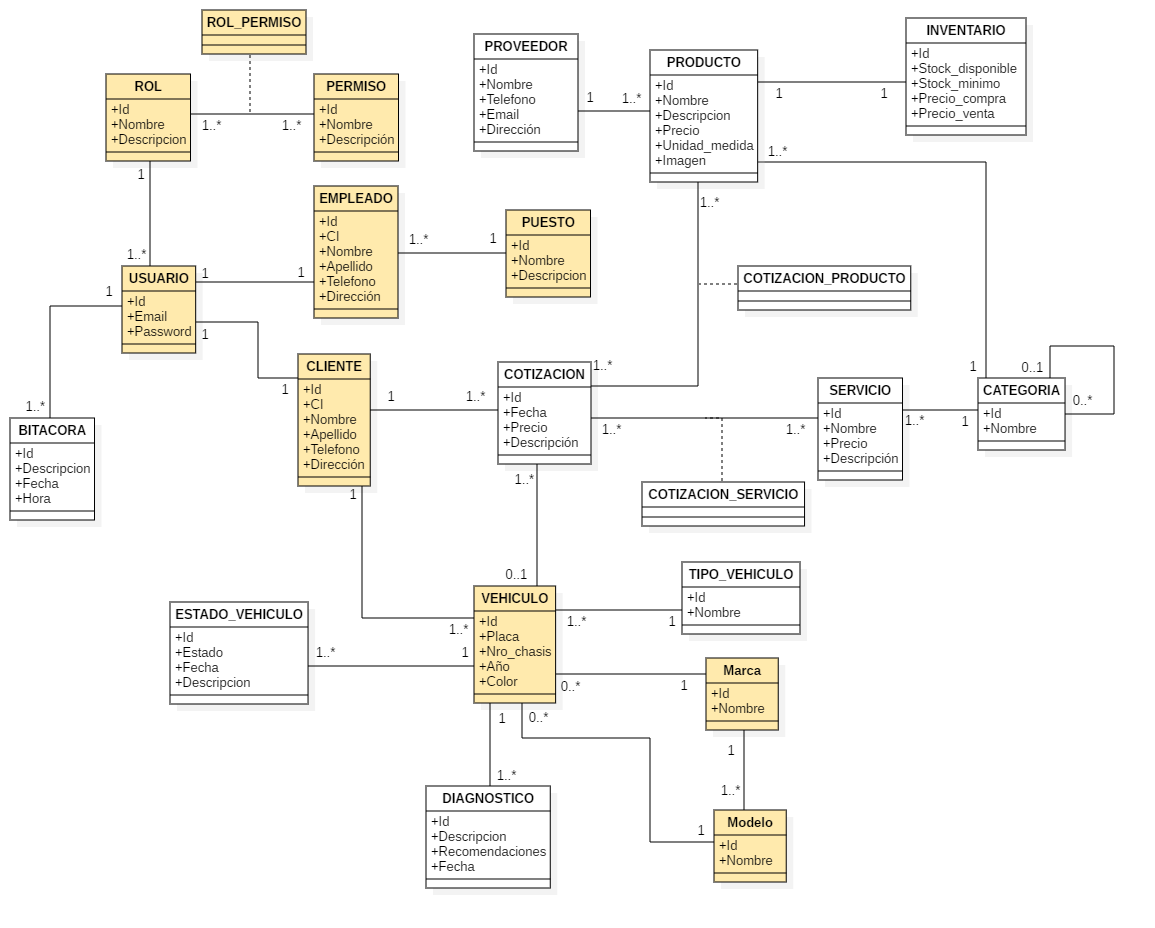 ROL_PERMISO
ROL
+Id
+Nombre
+Descripcion
1..*
1..*
PERMISO
+Id
+Nombre
+Descripción
PROVEEDOR
+Id
+Nombre
+Telefono
+Email
+Dirección
1
1..*
PRODUCTO
+Id
+Nombre
+Descripcion
+Precio
+Unidad_medida
+Imagen
1
1
INVENTARIO
+Id
+Stock_disponible
+Stock_minimo
+Precio_compra
+Precio_venta
1..*
1..*
1
1..*
EMPLEADO
+Id
+CI
+Nombre
+Apellido
+Telefono
+Dirección
1..*
1
PUESTO
+Id
+Nombre
+Descripcion
USUARIO
+Id
+Email
+Password
1
1
1
1
1
COTIZACION_PRODUCTO
1..*
BITACORA
+Id
+Descripcion
+Fecha
+Hora
CLIENTE
+Id
+CI
+Nombre
+Apellido
+Telefono
+Dirección
1
1..*
1..*
COTIZACION
+Id
+Fecha
+Precio
+Descripción
1..*
1..*
SERVICIO
+Id
+Nombre
+Precio
+Descripción
1..*
1
1
CATEGORIA
+Id
+Nombre
0..1
0..*
COTIZACION_SERVICIO
1
1..*
0..1
1..*
VEHICULO
+Id
+Placa
+Nro_chasis
+Año
+Color
1..*
1
TIPO_VEHICULO
+Id
+Nombre
ESTADO_VEHICULO
+Id
+Estado
+Fecha
+Descripcion
1..*
1
0..*
1
Marca
+Id
+Nombre
1
0..*
1
1..*
1..*
1
DIAGNOSTICO
+Id
+Descripcion
+Recomendaciones
+Fecha
Modelo
+Id
+Nombre